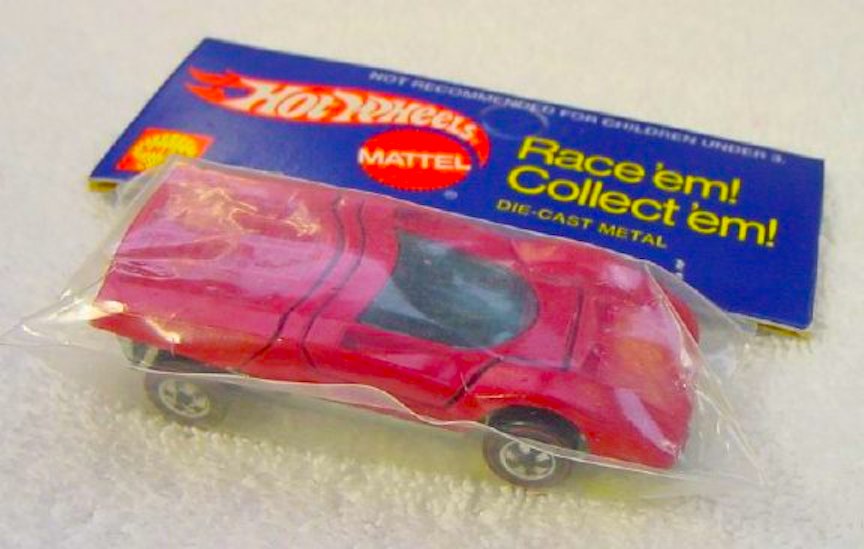 NOT RECOMMENDED FOR CHILDREN UNDER 3.
Hot Wheels
MATTEL
®
Race 'em!
Collect 'em!
DIE-CAST METAL